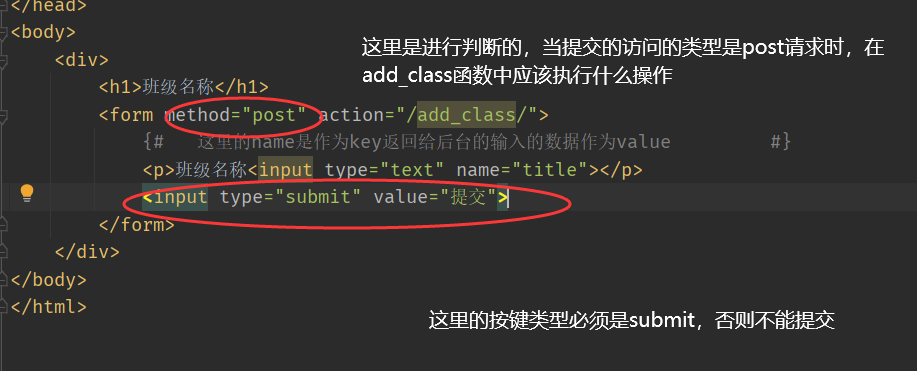 </head>
<body>
<div>
<h1>班级名称</h1>
<form method="post" action="/add_class/">
{# 这里的name是作为key返回给后台的输入的数据作为value #}
<p>班级名称<input type="text" name="title"></p>
<input type="submit" value="提交">
</form>
</div>
</body>
</html>
这里是进行判断的，当提交的访问的类型是post请求时，在
add_class函数中应该执行什么操作
这里的按键类型必须是submit，否则不能提交